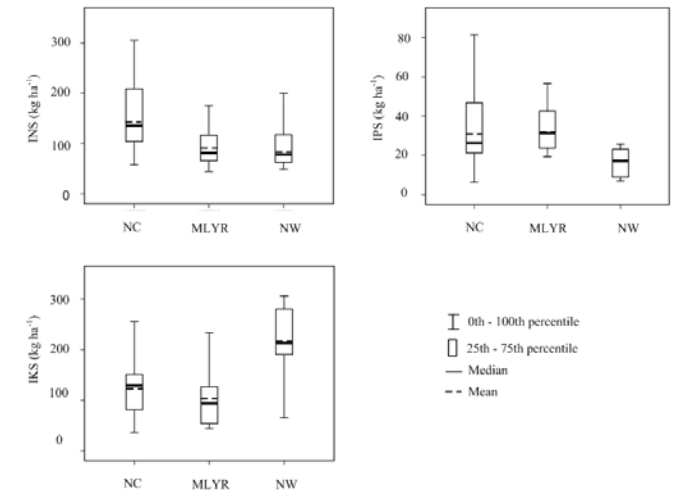 300
200
100
0
INS (kg ha⁻¹)
NC MLYR NW
80
60
40
20
0
IPS (kg ha⁻¹)
NC MLYR NW
300
200
100
0
IKS (kg ha⁻¹)
NC MLYR NW
0th - 100th percentile
25th - 75th percentile
Median
Mean